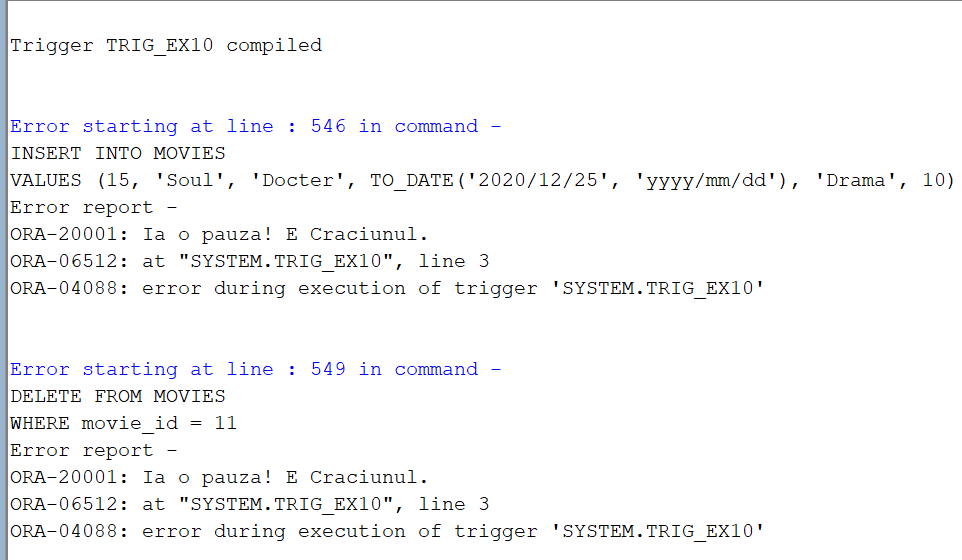 Trigger TRIG_EX10 compiled
Error starting at line : 546 in command -
INSERT INTO MOVIES
VALUES (15, 'Soul', 'Docter', TO_DATE('2020/12/25', 'yyyy/mm/dd'), 'Drama', 10)
Error report -
ORA-20001: Ia o pauza! E Craciunul.
ORA-06512: at "SYSTEM.TRIG_EX10", line 3
ORA-04088: error during execution of trigger 'SYSTEM.TRIG_EX10'
Error starting at line : 549 in command -
DELETE FROM MOVIES
WHERE movie_id = 11
Error report -
ORA-20001: Ia o pauza! E Craciunul.
ORA-06512: at "SYSTEM.TRIG_EX10", line 3
ORA-04088: error during execution of trigger 'SYSTEM.TRIG_EX10'